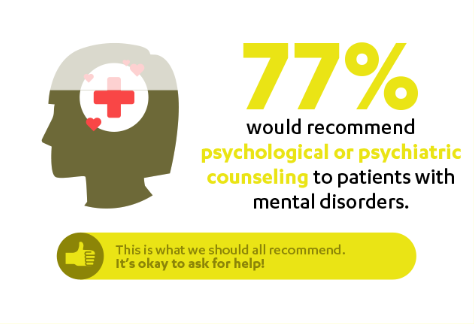 77%
would recommend
psychological or psychiatric
counseling to patients with
mental disorders.
This is what we should all recommend.
It's okay to ask for help!